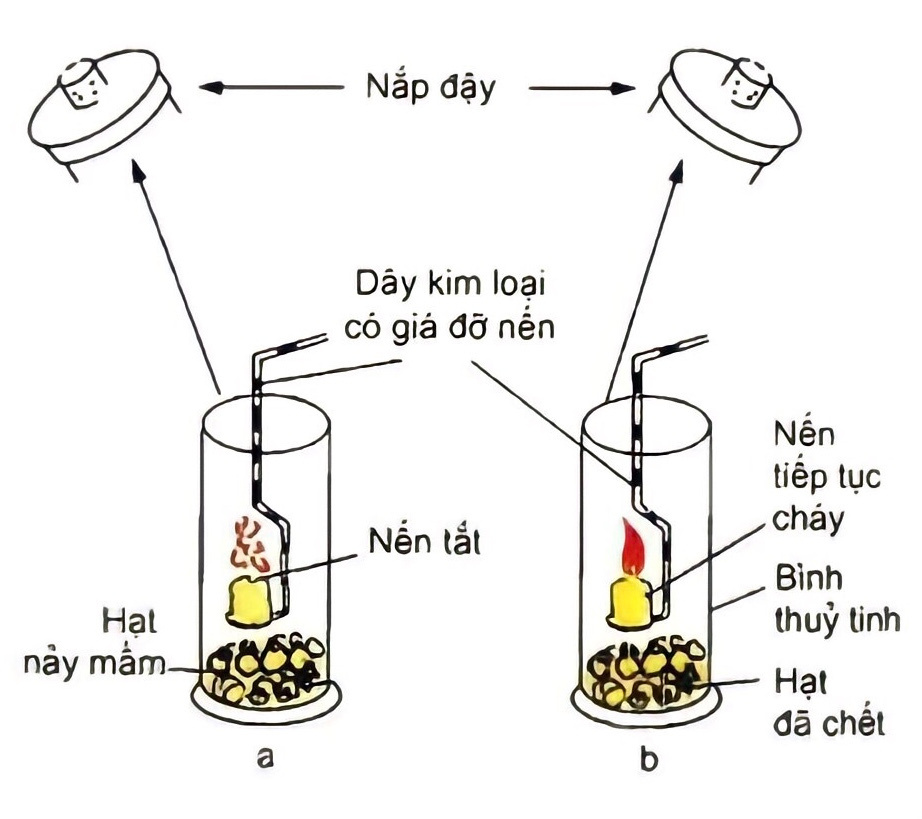 Nắp đậy
Dây kim loại
có giá đỡ nến
Nến
tiếp tục
cháy
Nến tắt
Bình
thuỷ tinh
Hạt
nảy mầm
Hạt
đã chết
a
b